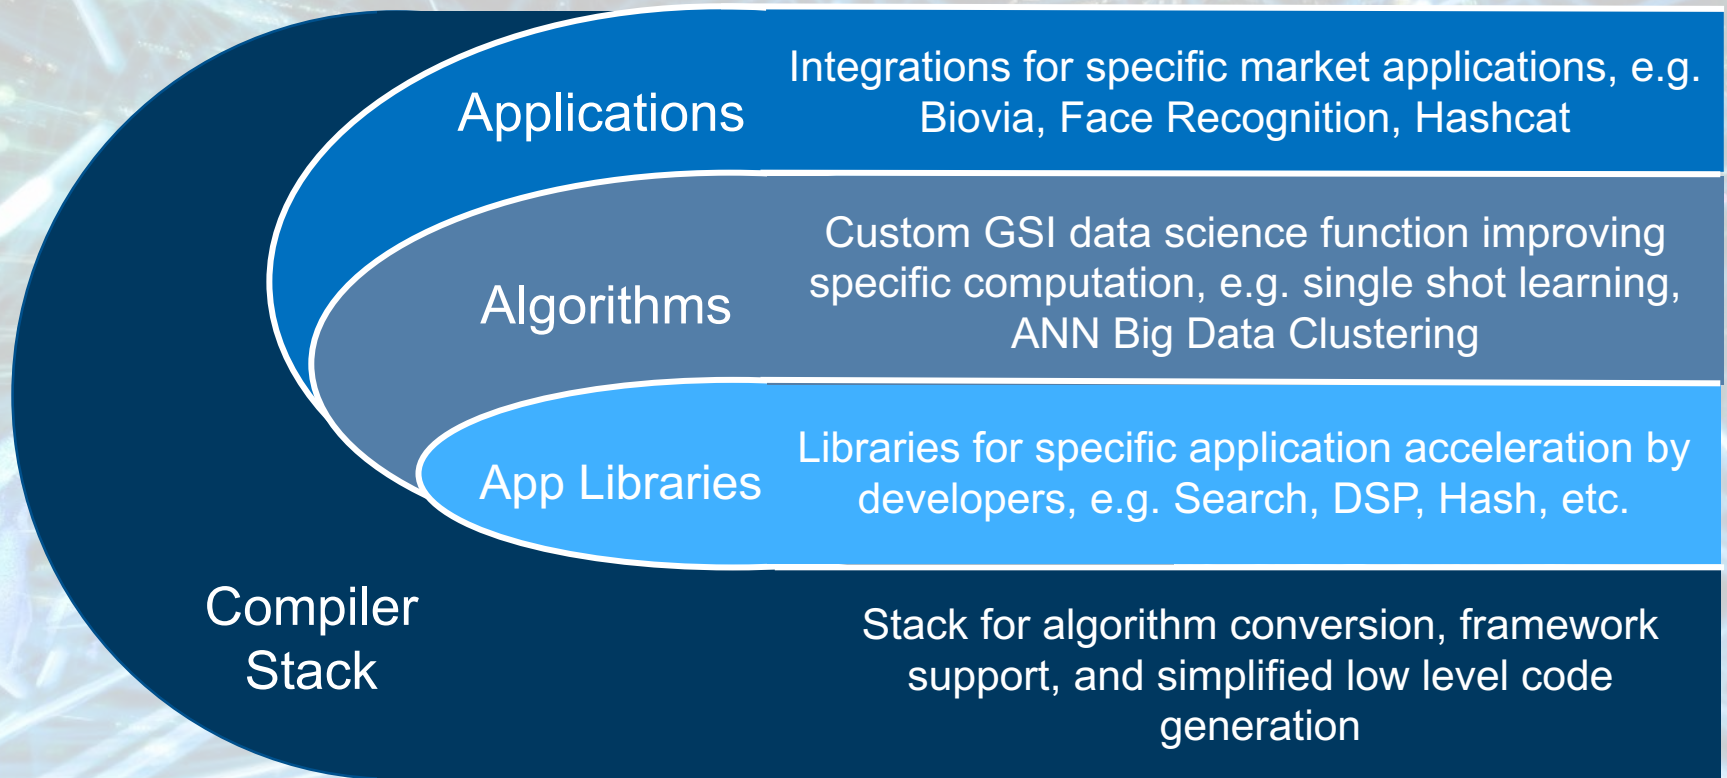 Applications
Integrations for specific market applications, e.g.
Biovia, Face Recognition, Hashcat
Algorithms
Custom GSI data science function improving
specific computation, e.g. single shot learning,
ANN Big Data Clustering
App Libraries
Libraries for specific application acceleration by
developers, e.g. Search, DSP, Hash, etc.
Compiler
Stack
Stack for algorithm conversion, framework
support, and simplified low level code
generation